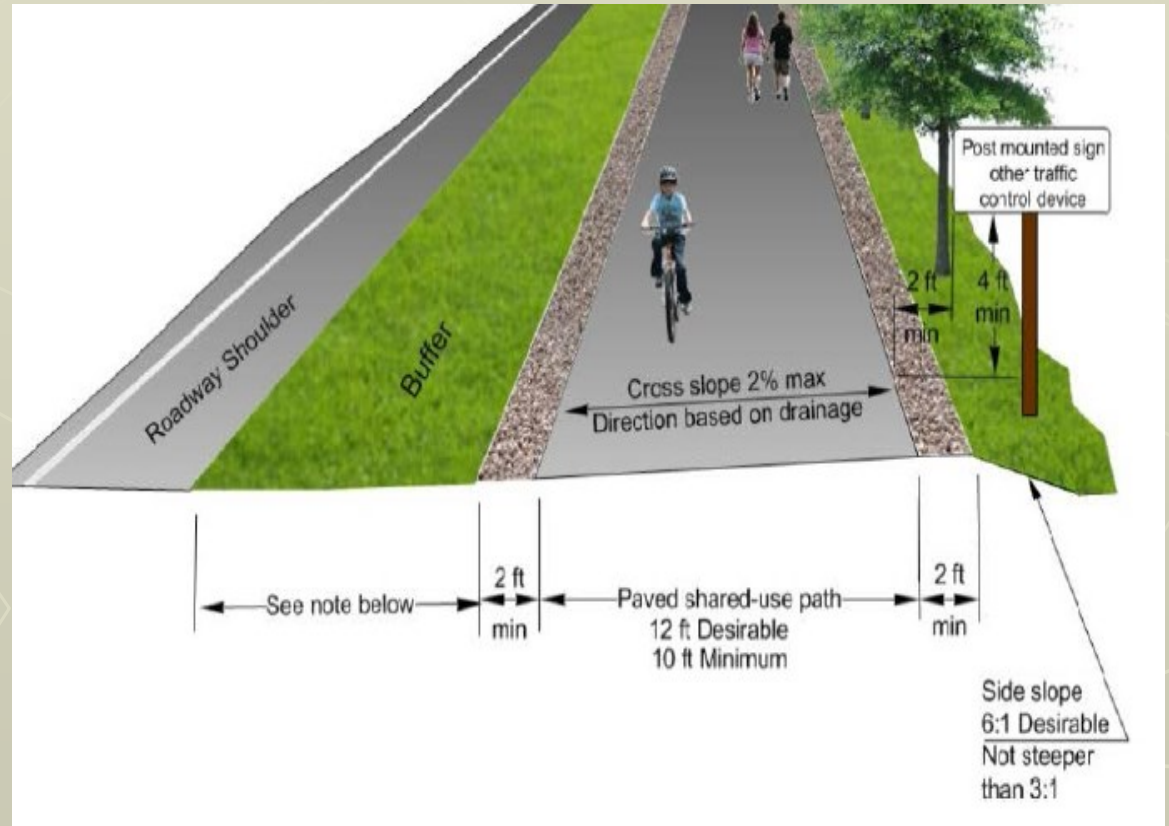 Post mounted sign
other traffic
control device
2 ft
min
4 ft
min
Roadway Shoulder
Buffer
Cross slope 2% max
Direction based on drainage
See note below
2 ft
min
Paved shared-use path
12 ft Desirable
10 ft Minimum
2 ft
min
Side slope
6:1 Desirable
Not steeper
than 3:1